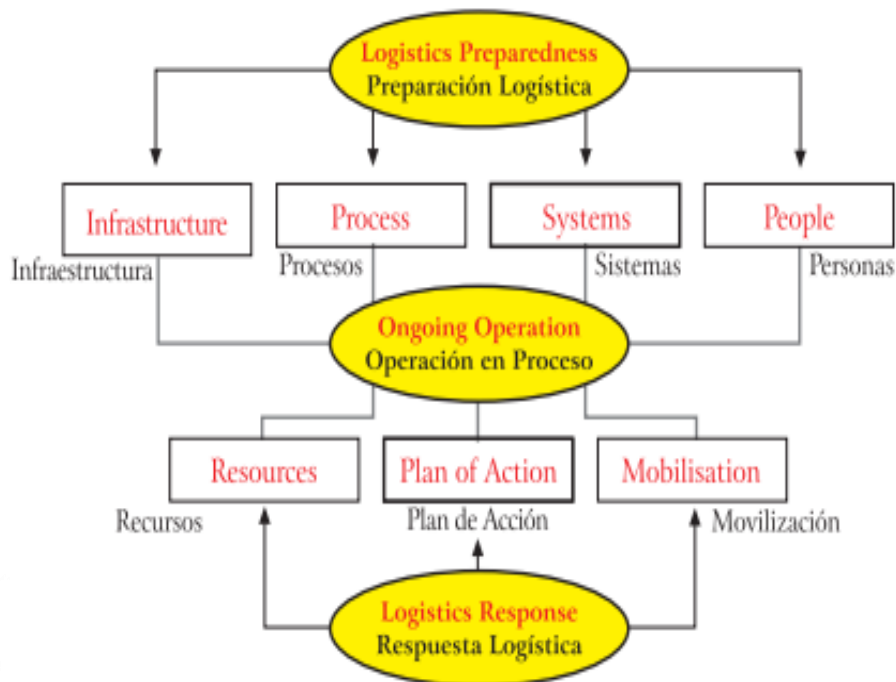 Logistics Preparedness
Preparación Logística
Infrastructure
Process
Systems
People
Infraestructura
Procesos
Sistemas
Personas
Ongoing Operation
Operación en Proceso
Resources
Plan of Action
Mobilisation
Recursos
Plan de Acción
Movilización
Logistics Response
Respuesta Logística